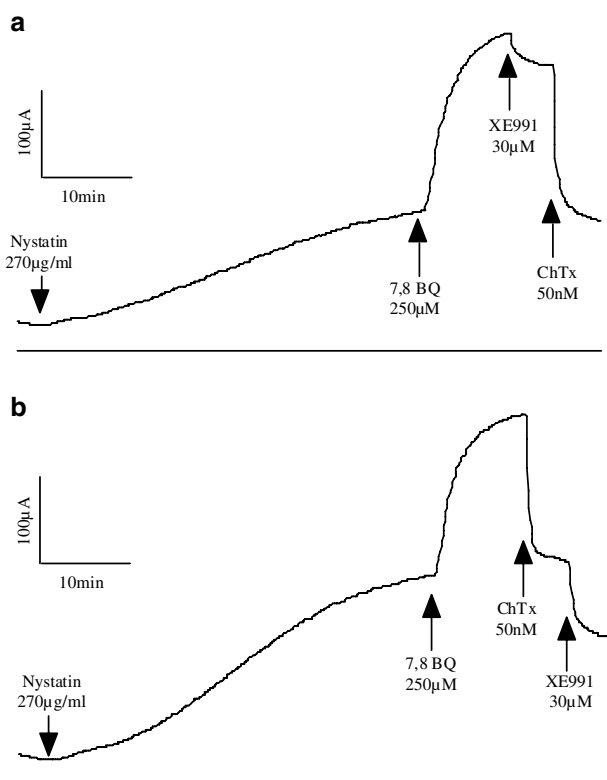 a
100µA
10min
Nystatin
270µg/ml
7,8 BQ
250µM
XE991
30µM
ChTx
50nM
b
100µA
10min
Nystatin
270µg/ml
7,8 BQ
250µM
ChTx
50nM
XE991
30µM